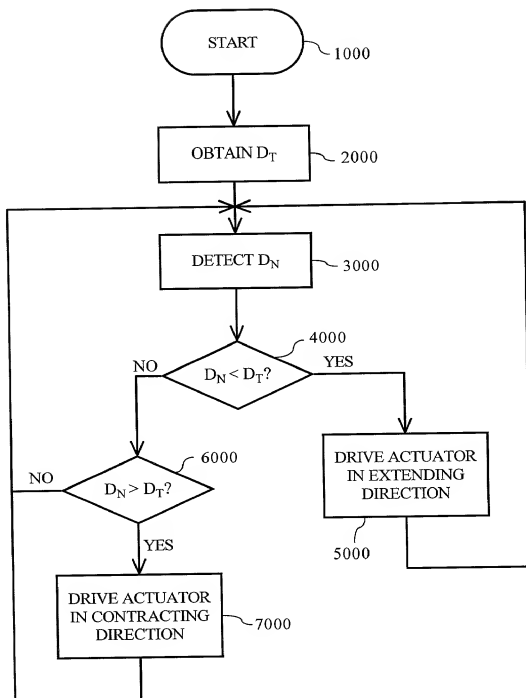 START
1000
OBTAIN D_T
2000
DETECT D_N
3000
4000
NO
D_N < D_T?
YES
6000
NO
D_N > D_T?
DRIVE ACTUATOR
IN EXTENDING
DIRECTION
5000
YES
DRIVE ACTUATOR
IN CONTRACTING
DIRECTION
7000